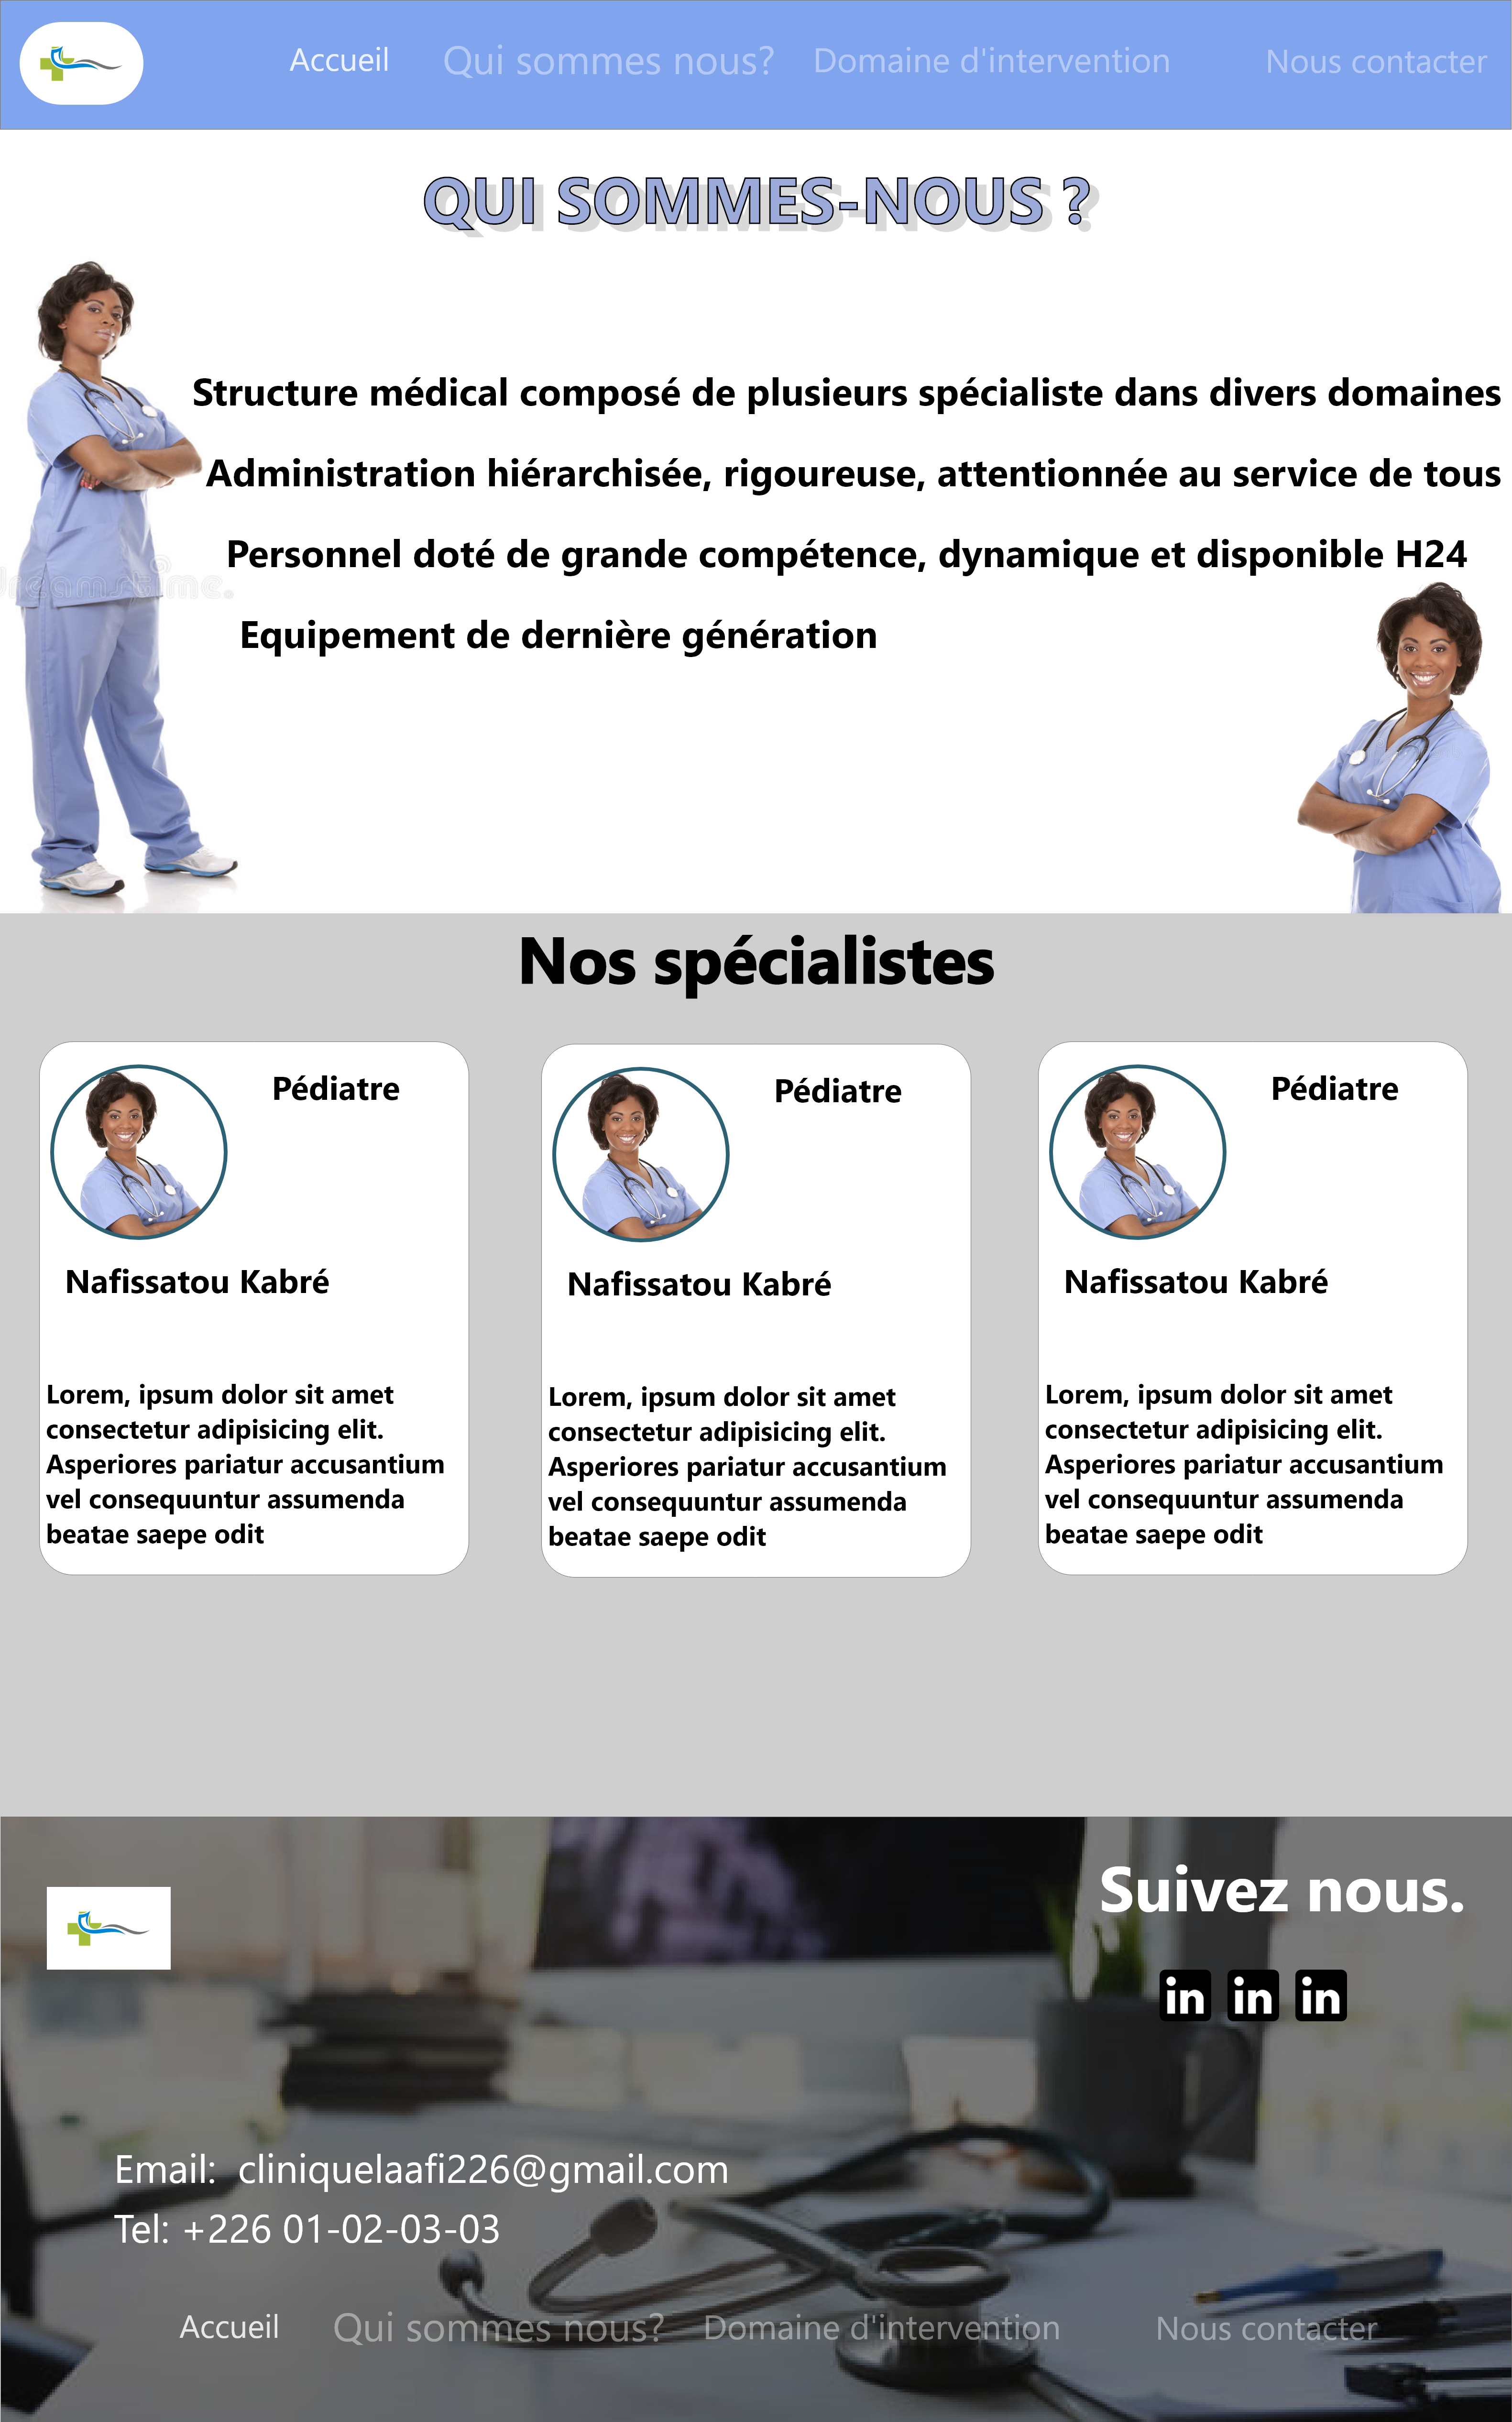 Accueil Qui sommes nous? Domaine d'intervention Nous contacter
QUI SOMMES-NOUS ?
Structure médical composé de plusieurs spécialiste dans divers domaines
Administration hiérarchisée, rigoureuse, attentionnée au service de tous
Personnel doté de grande compétence, dynamique et disponible H24
dreamstime.
Equipement de dernière génération
Nos spécialistes
Pédiatre
Nafissatou Kabré
Lorem, ipsum dolor sit amet
consectetur adipisicing elit.
Asperiores pariatur accusantium
vel consequuntur assumenda
beatae saepe odit
Pédiatre
Nafissatou Kabré
Lorem, ipsum dolor sit amet
consectetur adipisicing elit.
Asperiores pariatur accusantium
vel consequuntur assumenda
beatae saepe odit
Pédiatre
Nafissatou Kabré
Lorem, ipsum dolor sit amet
consectetur adipisicing elit.
Asperiores pariatur accusantium
vel consequuntur assumenda
beatae saepe odit
Suivez nous.
in in in
Email: cliniquelaafi226@gmail.com
Tel: +226 01-02-03-03
Accueil Qui sommes nous? Domaine d'intervention Nous contacter